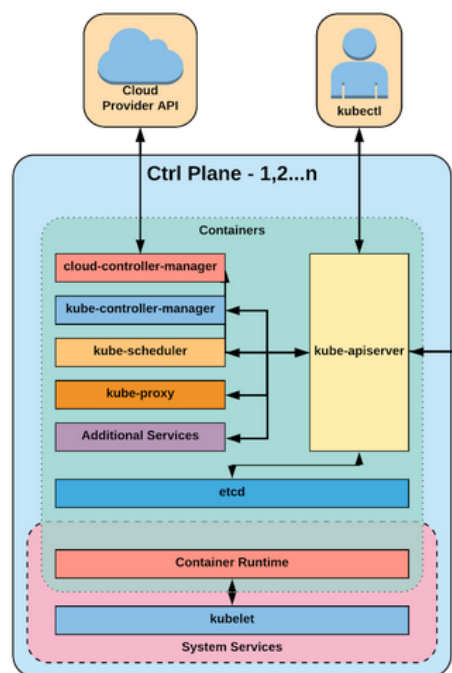 Cloud
Provider API
kubectl
Ctrl Plane - 1,2...n
Containers
cloud-controller-manager
kube-controller-manager
kube-scheduler
kube-proxy
Additional Services
kube-apiserver
etcd
Container Runtime
kubelet
System Services